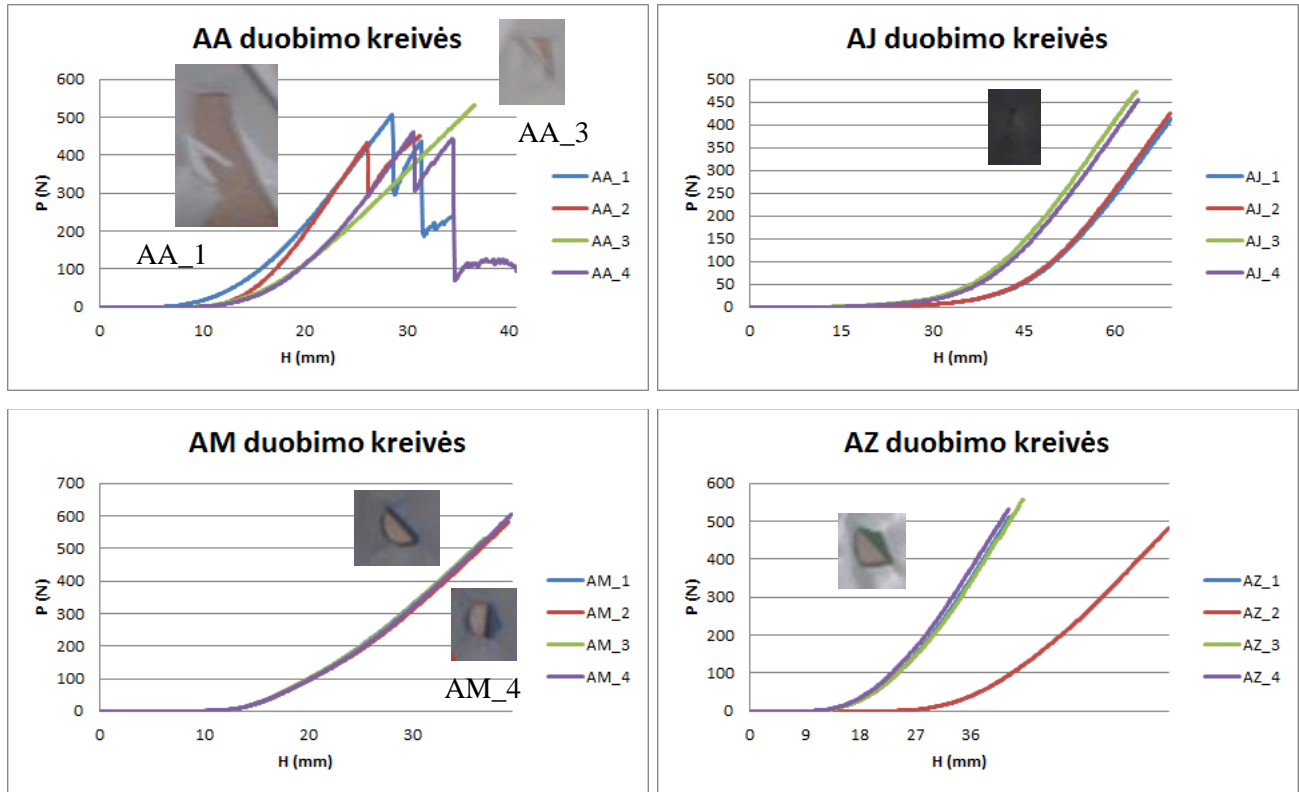 AA duobimo kreivės
AA_3
AA_1
P (N)
600
500
400
300
200
100
0
0 10 20 30 40
H (mm)
AA_1
AA_2
AA_3
AA_4
AJ duobimo kreivės
P (N)
500
450
400
350
300
250
200
150
100
50
0
0 15 30 45 60
H (mm)
AJ_1
AJ_2
AJ_3
AJ_4
AM duobimo kreivės
P (N)
700
600
500
400
300
200
100
0
0 10 20 30
H (mm)
AM_4
AM_1
AM_2
AM_3
AM_4
AZ duobimo kreivės
P (N)
600
500
400
300
200
100
0
0 9 18 27 36
H (mm)
AZ_1
AZ_2
AZ_3
AZ_4